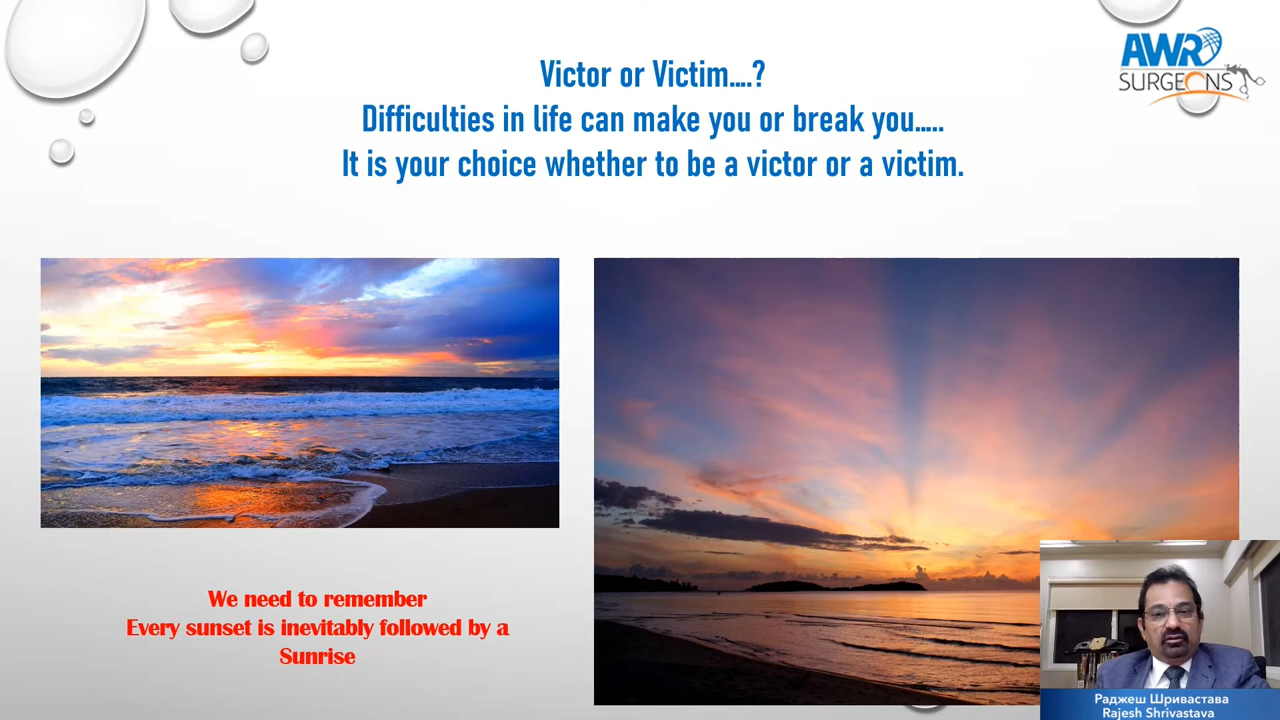 AWR
SURGEONS
Victor or Victim....?
Difficulties in life can make you or break you.....
It is your choice whether to be a victor or a victim.
We need to remember
Every sunset is inevitably followed by a
Sunrise
Раджеш Шривастава
Rajesh Shrivastava